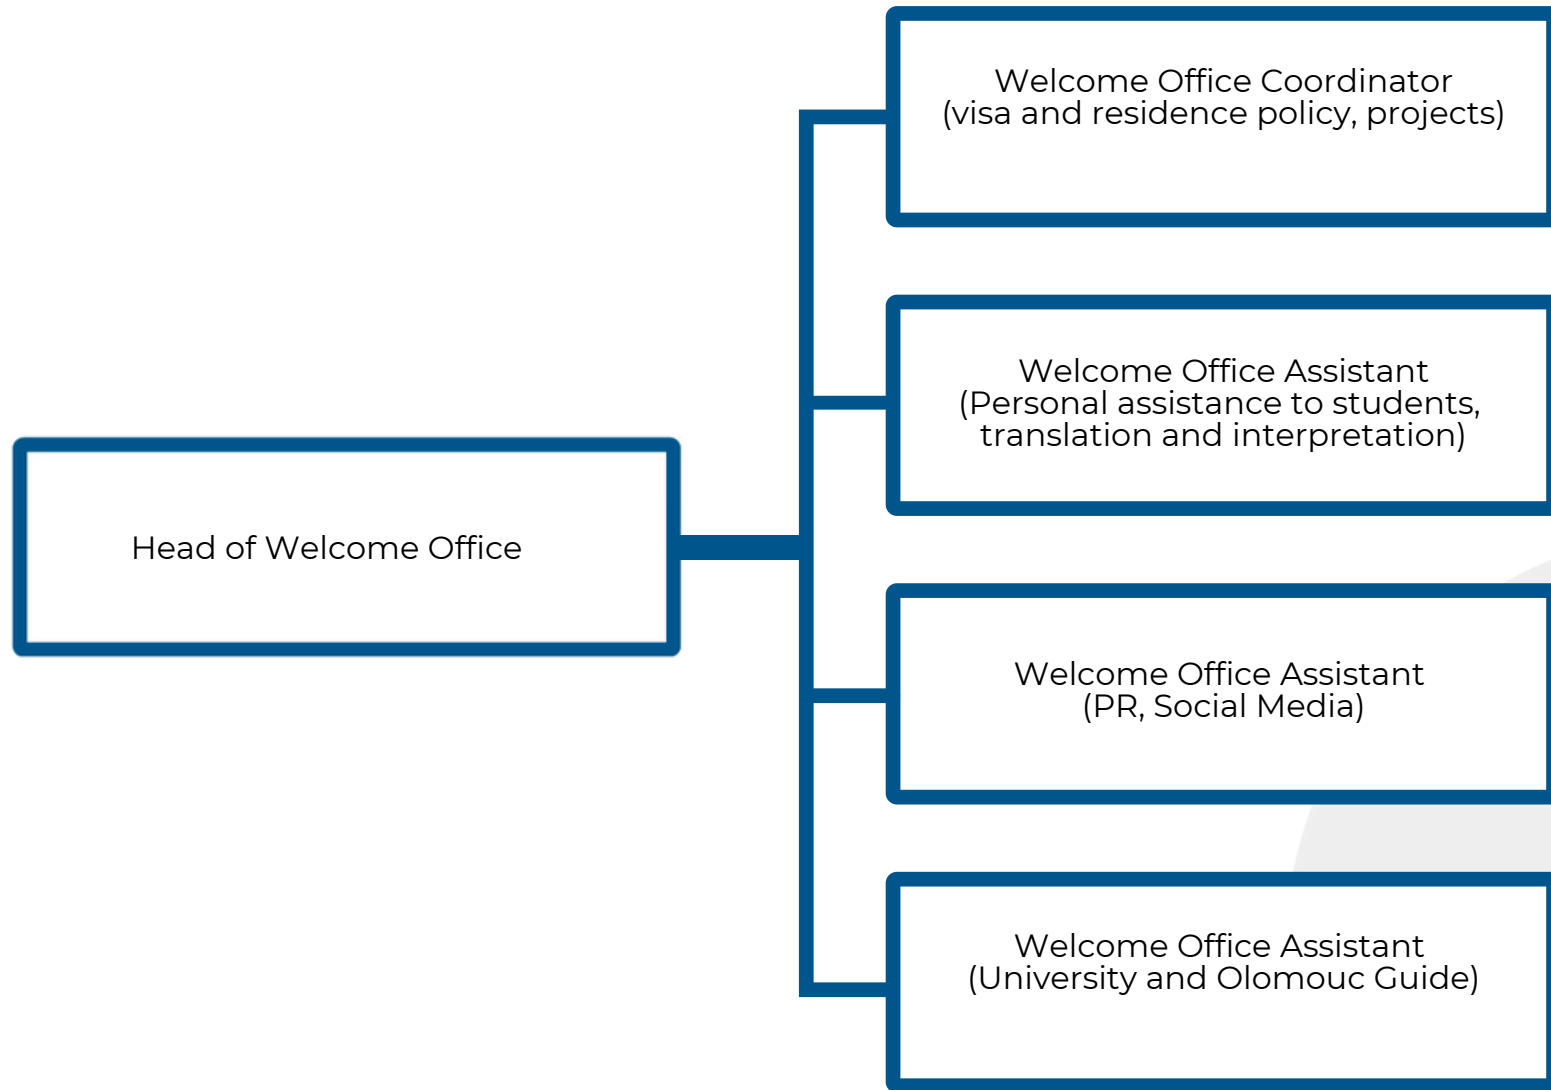 Head of Welcome Office
Welcome Office Coordinator
(visa and residence policy, projects)
Welcome Office Assistant
(Personal assistance to students,
translation and interpretation)
Welcome Office Assistant
(PR, Social Media)
Welcome Office Assistant
(University and Olomouc Guide)